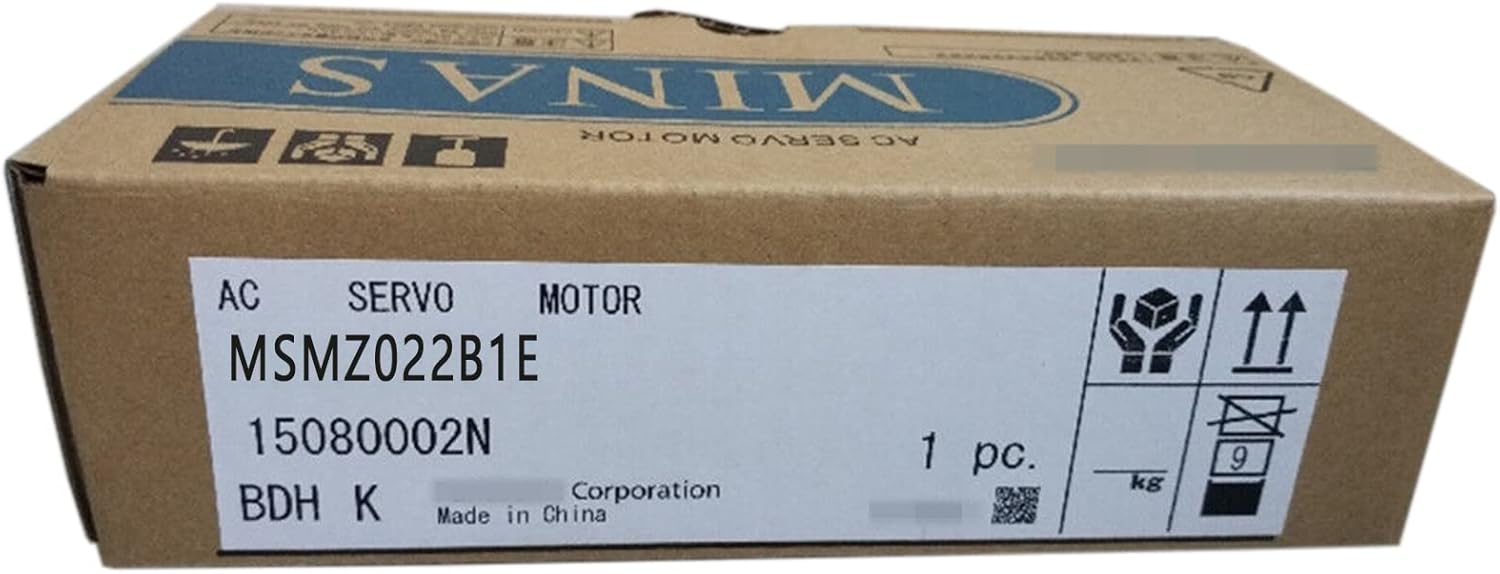 MINAS
AC SERVO MOTOR
AC SERVO MOTOR
MSMZ022B1E
15080002N
1 pc.
BDH K
Corporation
Made in China
kg
9